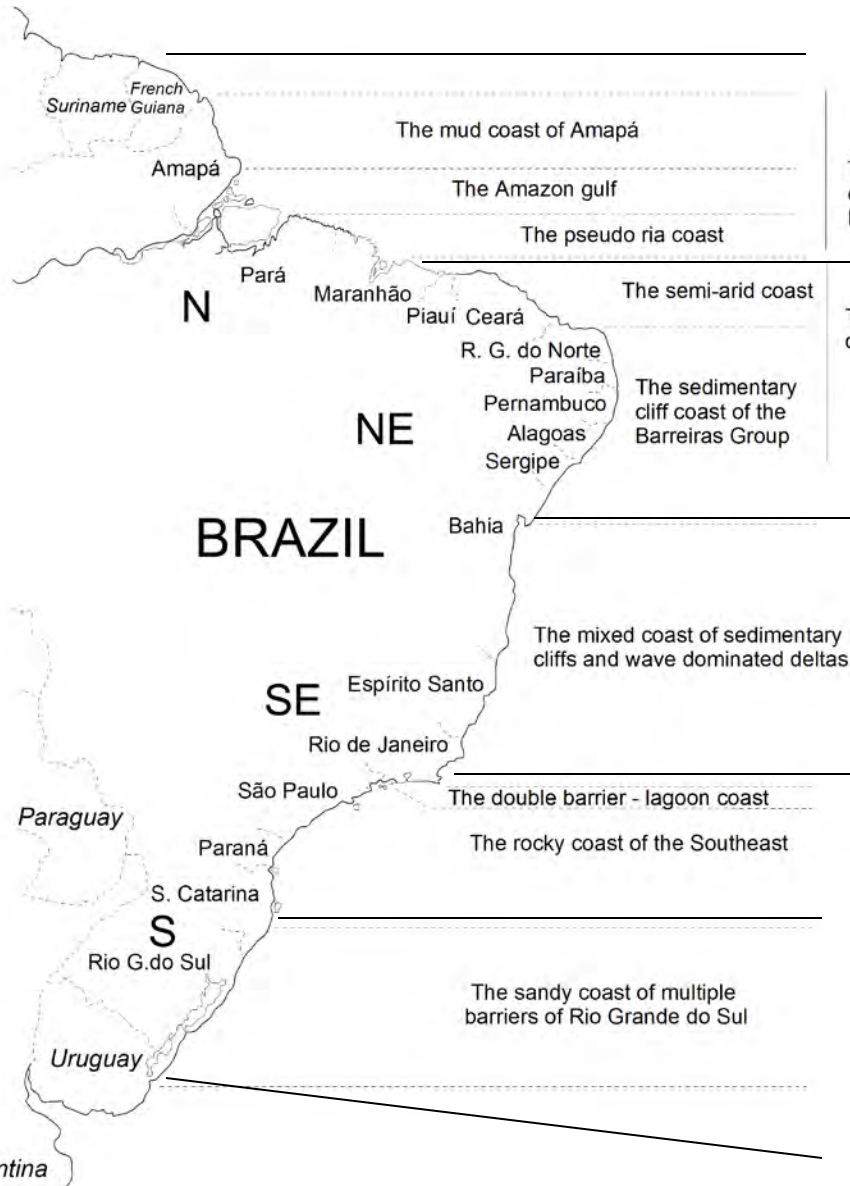 French
Suriname Guiana
The mud coast of Amapá
Amapá
The Amazon gulf
The pseudo ria coast
Pará
N
Maranhão
The semi-arid coast
Piauí Ceará
R. G. do Norte
Paraíba
Pernambuco
Alagoas
Sergipe
The sedimentary
cliff coast of the
Barreiras Group
NE
BRAZIL
Bahia
The mixed coast of sedimentary
cliffs and wave dominated deltas
Espírito Santo
SE
Rio de Janeiro
São Paulo
The double barrier - lagoon coast
Paraguay
Paraná
The rocky coast of the Southeast
S. Catarina
S
Rio G.do Sul
The sandy coast of multiple
barriers of Rio Grande do Sul
Uruguay
ntina